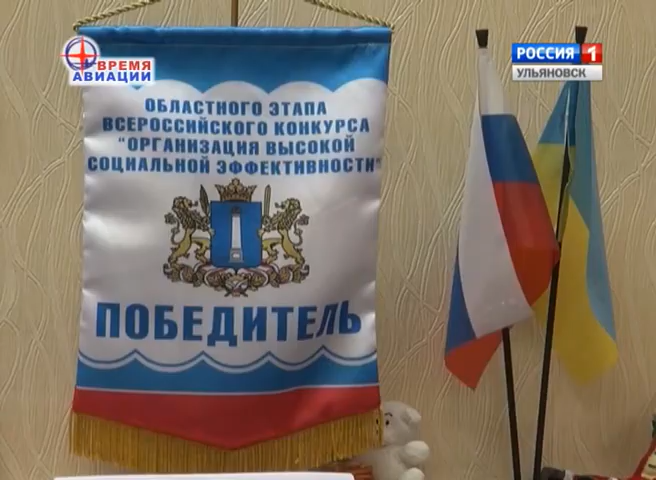 ВРЕМЯ
АВИАЦИИ
РОССИЯ 1
УЛЬЯНОВСК
ОБЛАСТНОГО ЭТАПА
ВСЕРОССИЙСКОГО КОНКУРСА
"ОРГАНИЗАЦИЯ ВЫСОКОЙ
СОЦИАЛЬНОЙ ЭФФЕКТИВНОСТИ"
ПОБЕДИТЕЛЬ